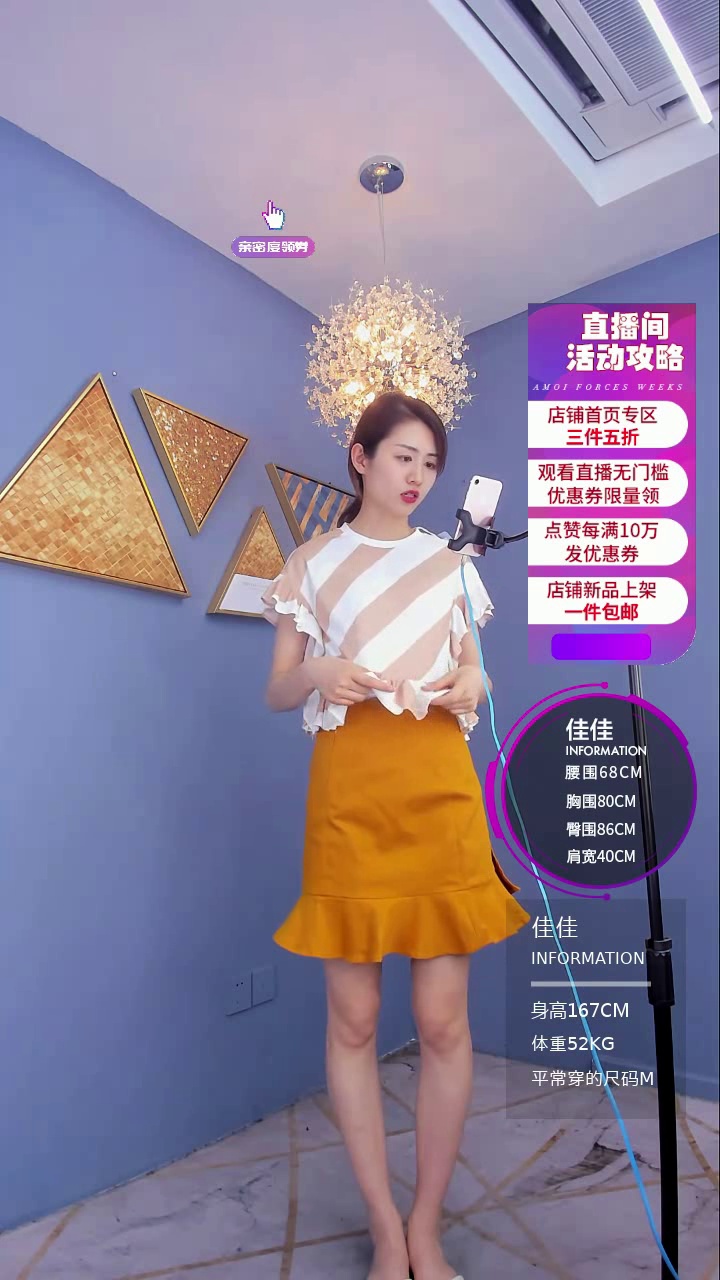 亲密度领券
直播间
活动攻略
AMOI FORCES WEEKS
店铺首页专区
三件五折
观看直播无门槛
优惠券限量领
点赞每满10万
发优惠券
店铺新品上架
一件包邮
佳佳
INFORMATION
腰围68CM
胸围80CM
臀围86CM
肩宽40CM
佳佳
INFORMATION
身高167CM
体重52KG
平常穿的尺码M